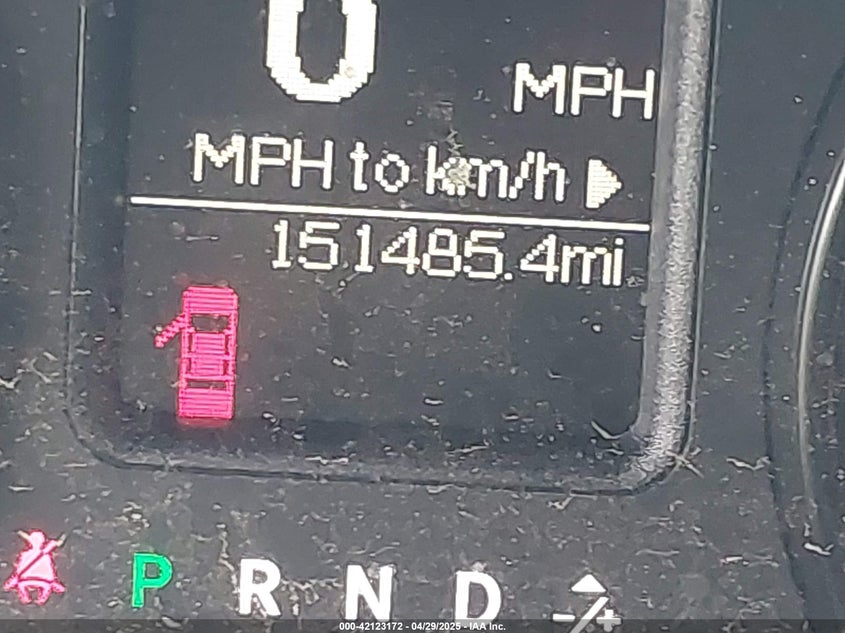 0
MPH
MPH to km/h
151485.4mi
P R N D -/+
000-42123172 - 04/29/2025 - IAA Inc.